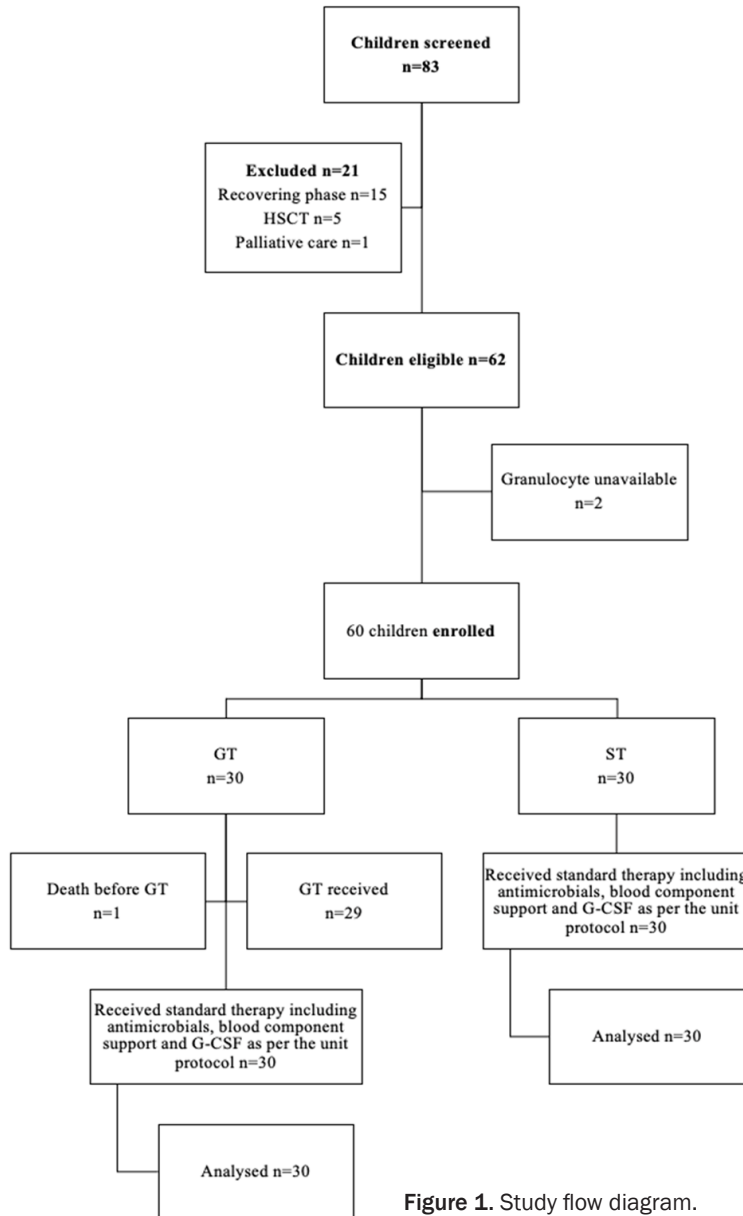 Children screened
n=83
Excluded n=21
Recovering phase n=15
HSCT n=5
Palliative care n=1
Children eligible n=62
Granulocyte unavailable
n=2
60 children enrolled
GT
n=30
ST
n=30
Death before GT
n=1
GT received
n=29
Received standard therapy including
antimicrobials, blood component
support and G-CSF as per the unit
protocol n=30
Received standard therapy including
antimicrobials, blood component
support and G-CSF as per the unit
protocol n=30
Analysed n=30
Analysed n=30
Figure 1. Study flow diagram.